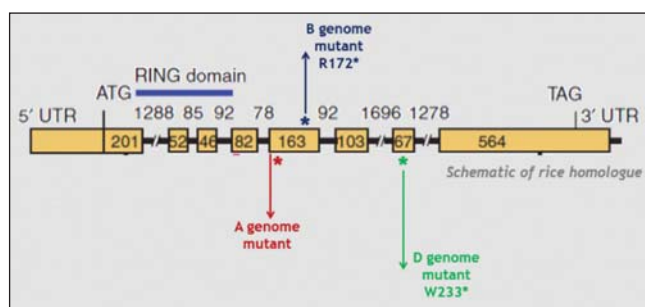 B genome
mutant
R172*
RING domain
ATG
TAG
5′ UTR
1288 85 92 78 92 1696 1278
3′ UTR
201 52 46 82 163 103 67 564
*
* *
Schematic of rice homologue
A genome
mutant
D genome
mutant
W233*